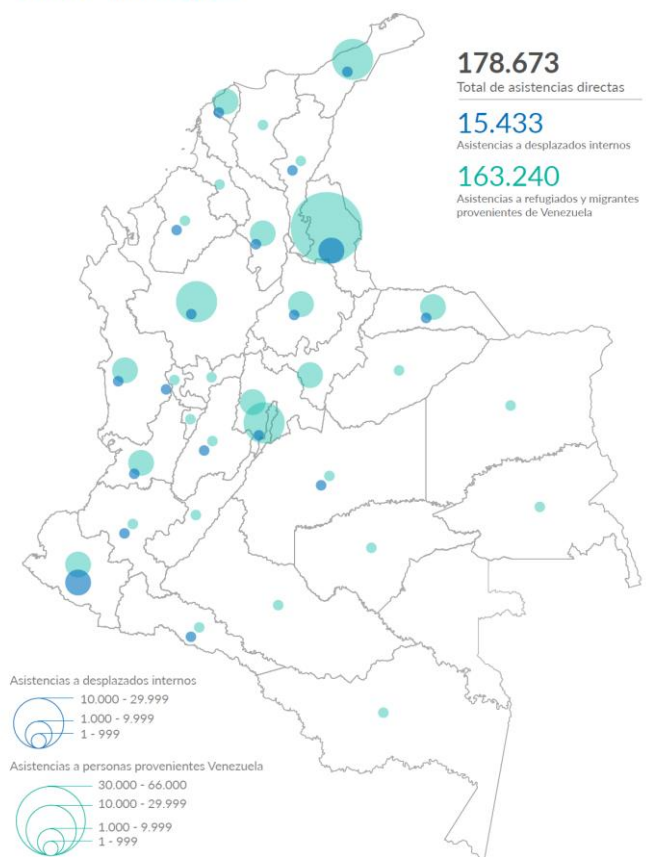 178.673
Total de asistencias directas
15.433
Asistencias a desplazados internos
163.240
Asistencias a refugiados y migrantes
provenientes de Venezuela
Asistencias a desplazados internos
10.000 - 29.999
1.000 - 9.999
1 - 999
Asistencias a personas provenientes Venezuela
30.000 - 66.000
10.000 - 29.999
1.000 - 9.999
1 - 999